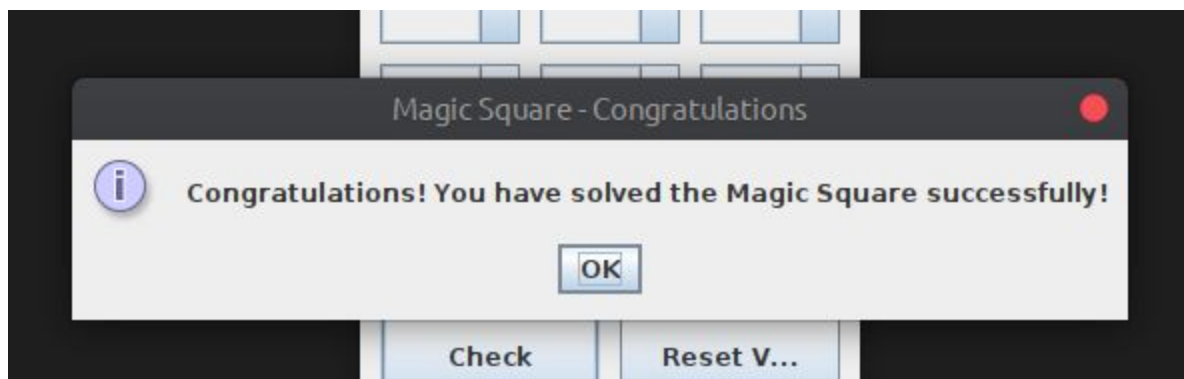 Magic Square - Congratulations
i
Congratulations! You have solved the Magic Square successfully!
OK
Check Reset V...